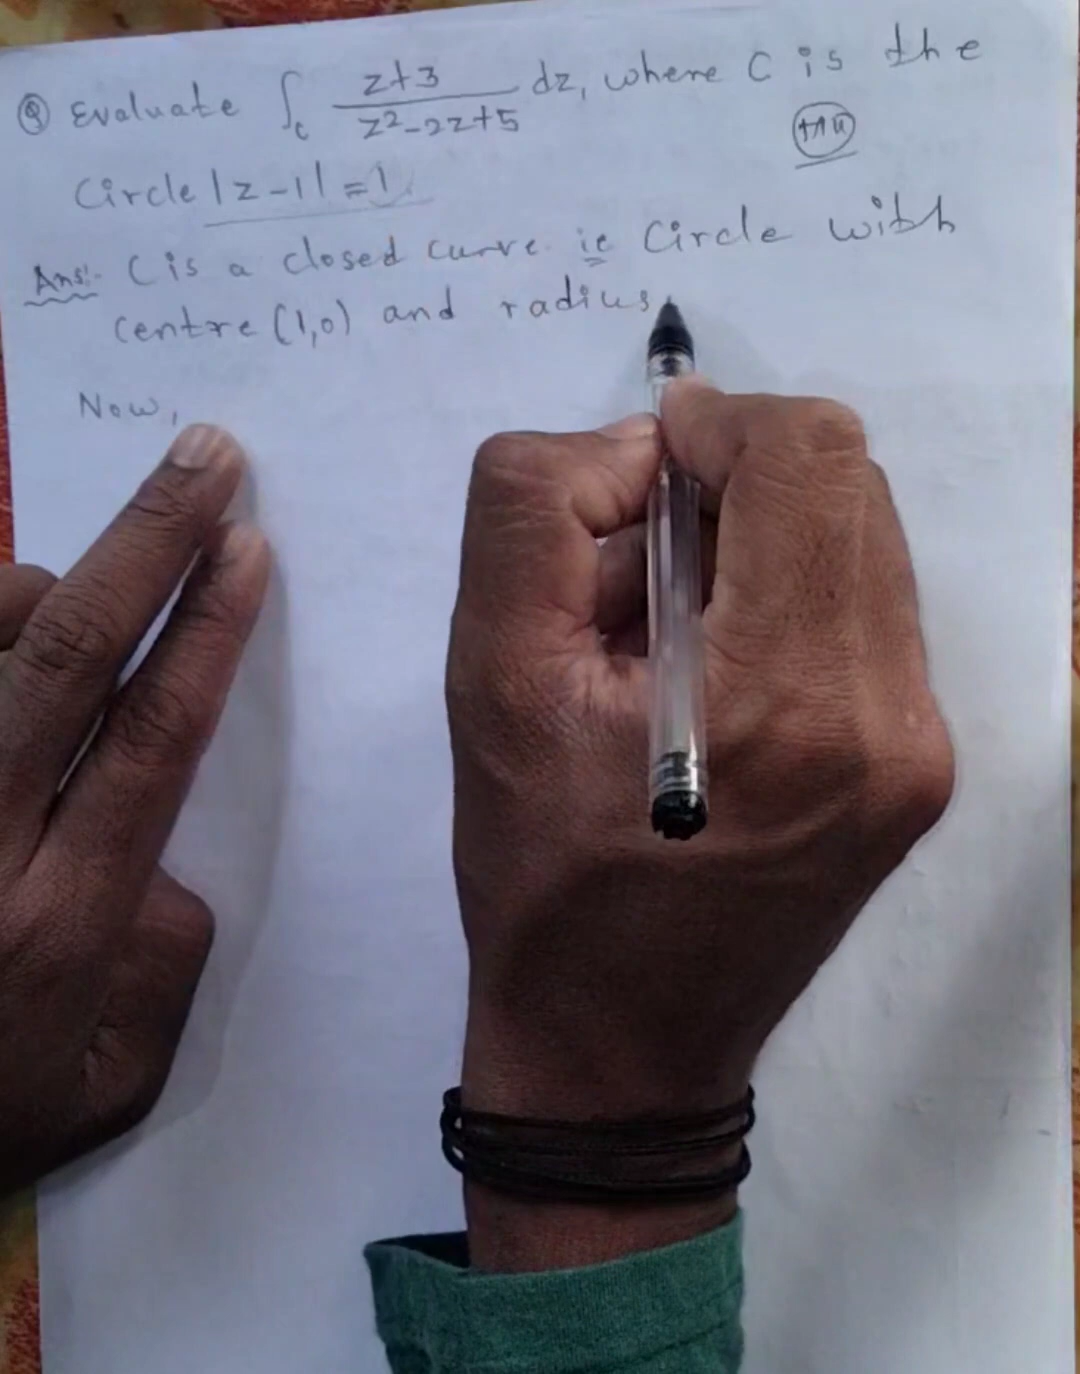 Q Evaluate ∫c z+3 / z²-2z+5 dz, where C is the
Circle |z-1| = 1.
Ans:- C is a closed curve ie Circle with
Centre (1,0) and radius
Now,